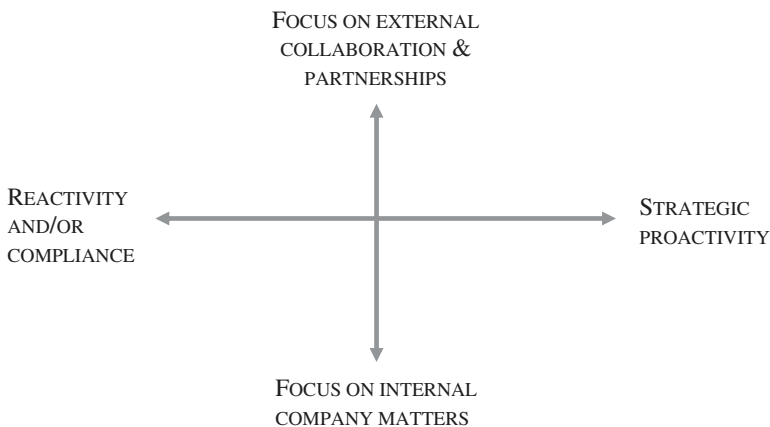 FOCUS ON EXTERNAL
COLLABORATION &
PARTNERSHIPS
REACTIVITY
AND/OR
COMPLIANCE
STRATEGIC
PROACTIVITY
FOCUS ON INTERNAL
COMPANY MATTERS